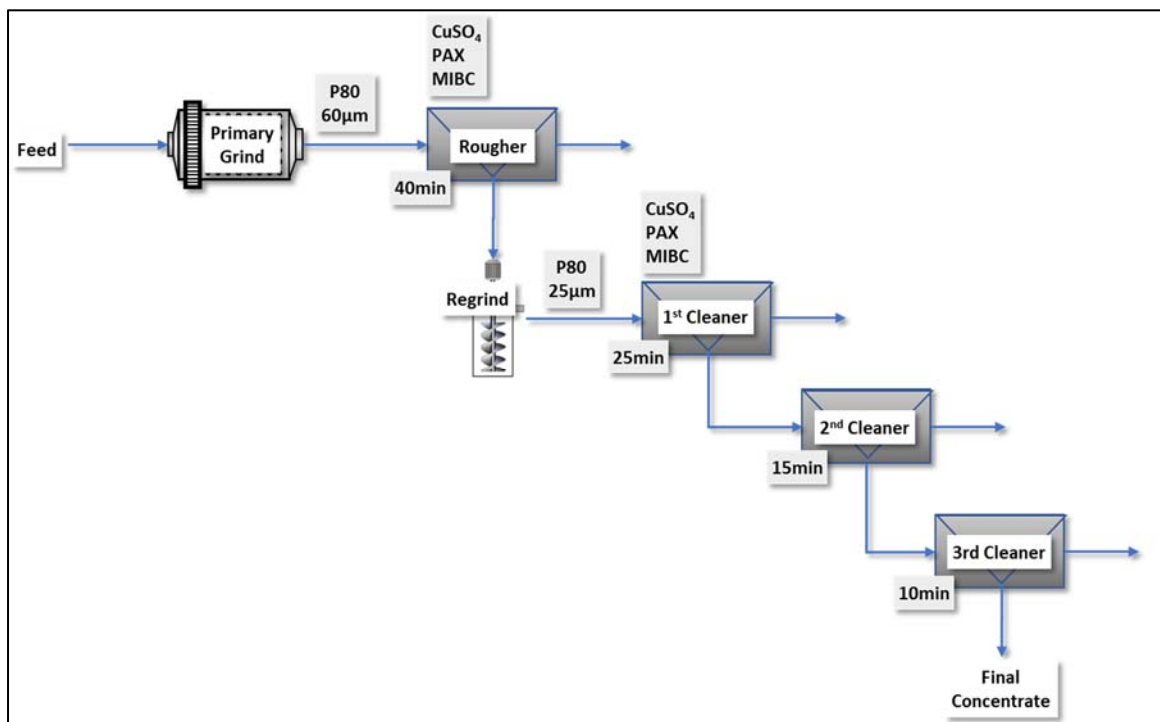 CuSO₄
PAX
MIBC
P80
60µm
Primary
Grind
Feed
Rougher
40min
CuSO₄
PAX
MIBC
P80
25µm
Regrind
1st Cleaner
25min
2nd Cleaner
15min
3rd Cleaner
10min
Final
Concentrate